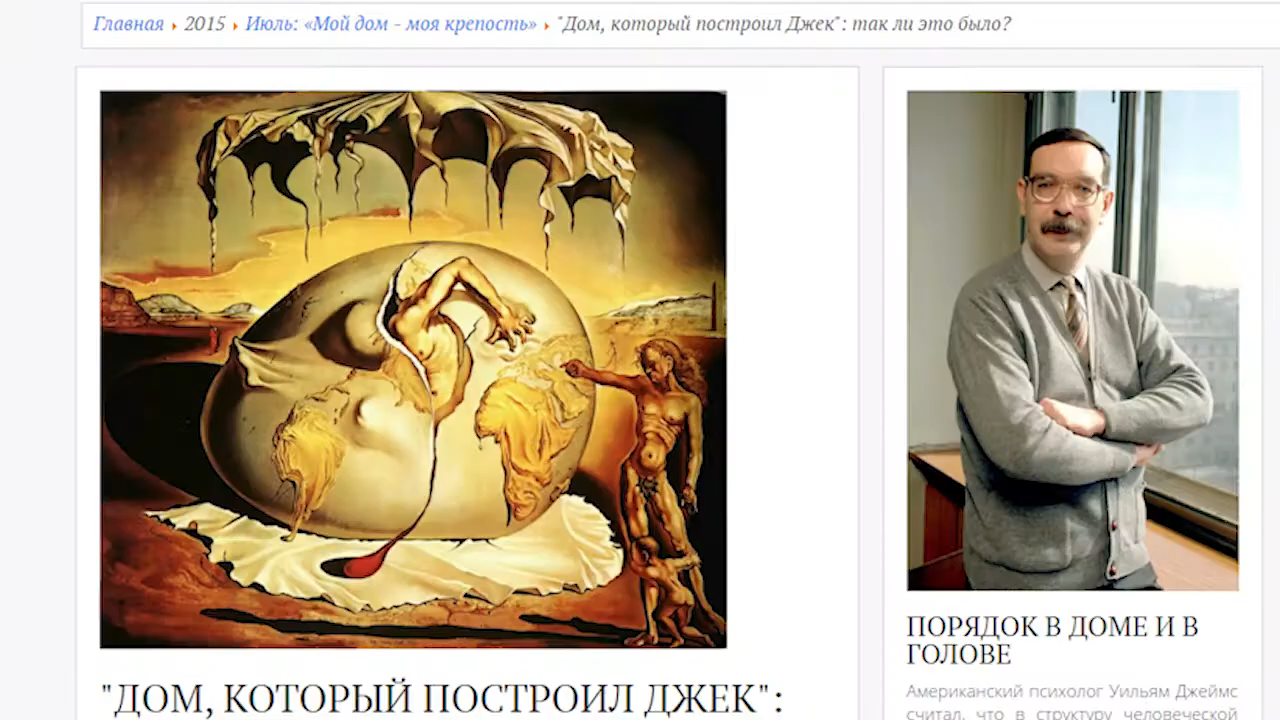 Главная › 2015 › Июль: «Мой дом - моя крепость» › "Дом, который построил Джек": так ли это было?
"ДОМ, КОТОРЫЙ ПОСТРОИЛ ДЖЕК":
ПОРЯДОК В ДОМЕ И В
ГОЛОВЕ
Американский психолог Уильям Джеймс
считал, что в структуру человеческой